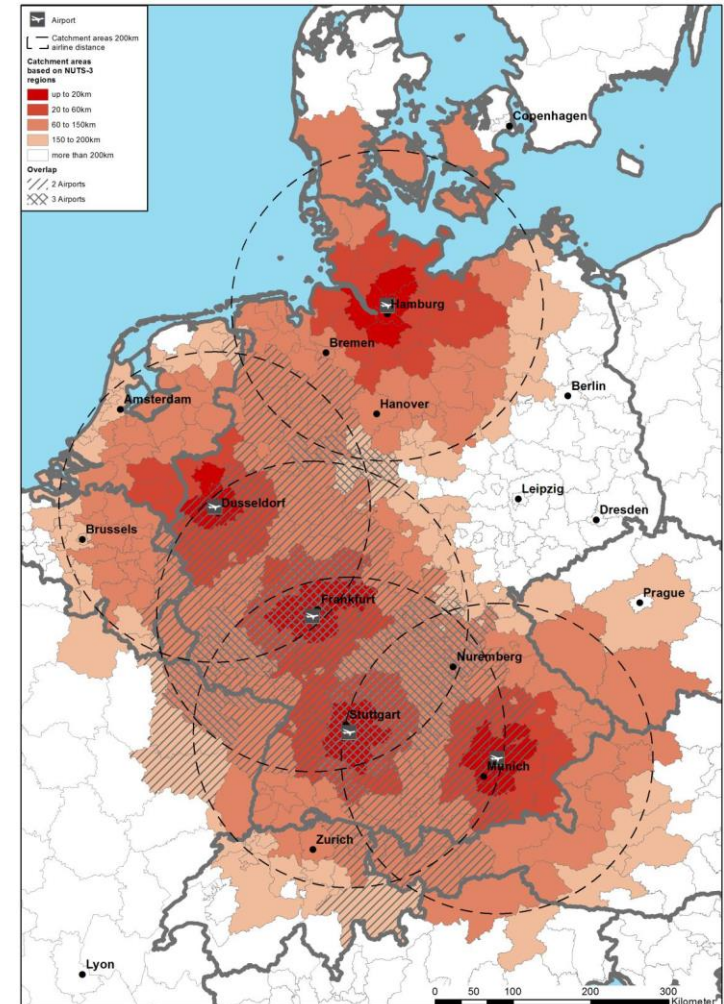 Airport
Catchment areas 200km
airline distance
Catchment areas
based on NUTS-3
regions
up to 20km
20 to 60km
60 to 150km
150 to 200km
more than 200km
Overlap
2 Airports
3 Airports
Copenhagen
Hamburg
Bremen
Berlin
Amsterdam
Hanover
Leipzig
Dusseldorf
Dresden
Brussels
Prague
Frankfurt
Nuremberg
Stuttgart
Munich
Zurich
Lyon
0 50 100 200 300
Kilometer